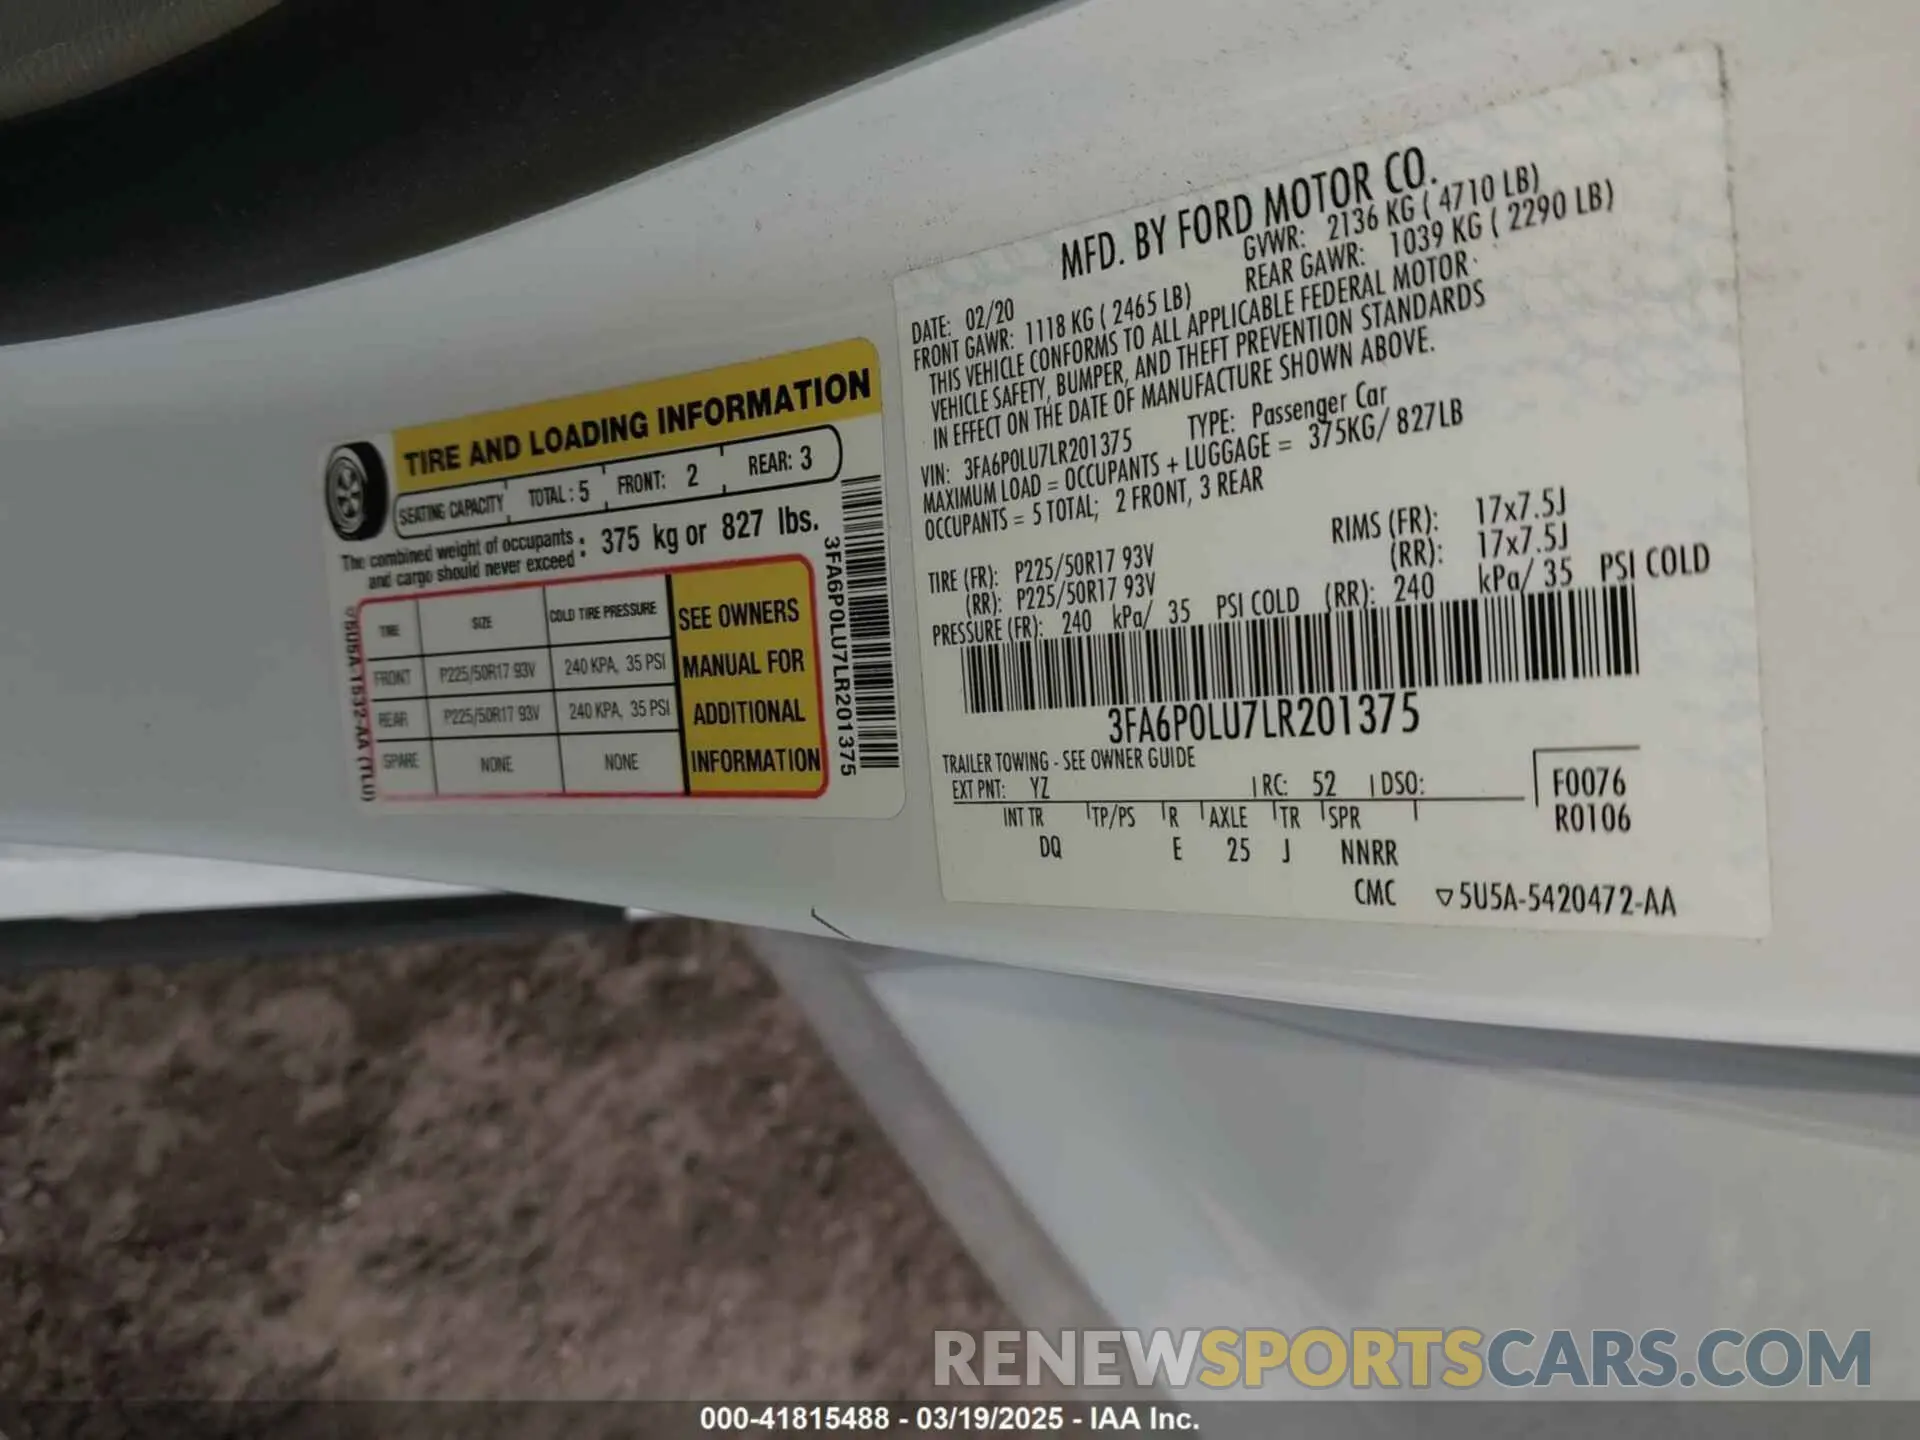 TIRE AND LOADING INFORMATION
SEATING CAPACITY TOTAL: 5 FRONT: 2 REAR: 3
The combined weight of occupants and cargo should never exceed: 375 kg or 827 lbs.
TIRE SIZE COLD TIRE PRESSURE
FRONT P225/50R17 93V 240 KPA, 35 PSI
REAR P225/50R17 93V 240 KPA, 35 PSI
SPARE NONE NONE
SEE OWNERS
MANUAL FOR
ADDITIONAL
INFORMATION
3FA6P0LU7LR201375
MFD. BY FORD MOTOR CO.
DATE: 02/20 GVWR: 2136 KG ( 4710 LB)
FRONT GAWR: 1118 KG ( 2465 LB) REAR GAWR: 1039 KG ( 2290 LB)
THIS VEHICLE CONFORMS TO ALL APPLICABLE FEDERAL MOTOR
VEHICLE SAFETY, BUMPER, AND THEFT PREVENTION STANDARDS
IN EFFECT ON THE DATE OF MANUFACTURE SHOWN ABOVE.
VIN: 3FA6P0LU7LR201375 TYPE: Passenger Car
MAXIMUM LOAD = OCCUPANTS + LUGGAGE = 375KG/ 827LB
OCCUPANTS = 5 TOTAL; 2 FRONT, 3 REAR
TIRE (FR): P225/50R17 93V RIMS (FR): 17x7.5J
(RR): P225/50R17 93V (RR): 17x7.5J
PRESSURE (FR): 240 kPa/ 35 PSI COLD (RR): 240 kPa/ 35 PSI COLD
3FA6P0LU7LR201375
TRAILER TOWING - SEE OWNER GUIDE
EXT PNT: YZ RC: 52 DSO: F0076
INT TR TP/PS R AXLE TR SPR R0106
DQ E 25 J NNRR
CMC ▽5U5A-5420472-AA
RENEWSPORTSCARS.COM
000-41815488 - 03/19/2025 - IAA Inc.